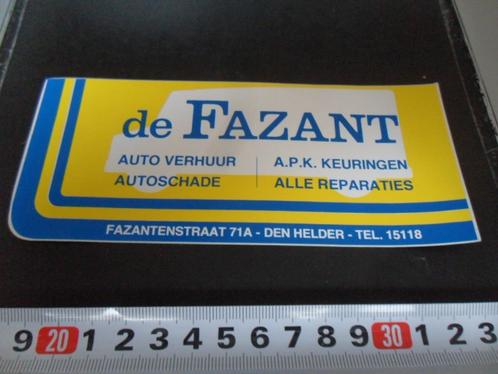 de FAZANT
AUTO VERHUUR A.P.K. KEURINGEN
AUTOSCHADE ALLE REPARATIES
FAZANTENSTRAAT 71A - DEN HELDER - TEL. 15118
9 20 1 2 3 4 5 6 7 8 9 30 1 2 3